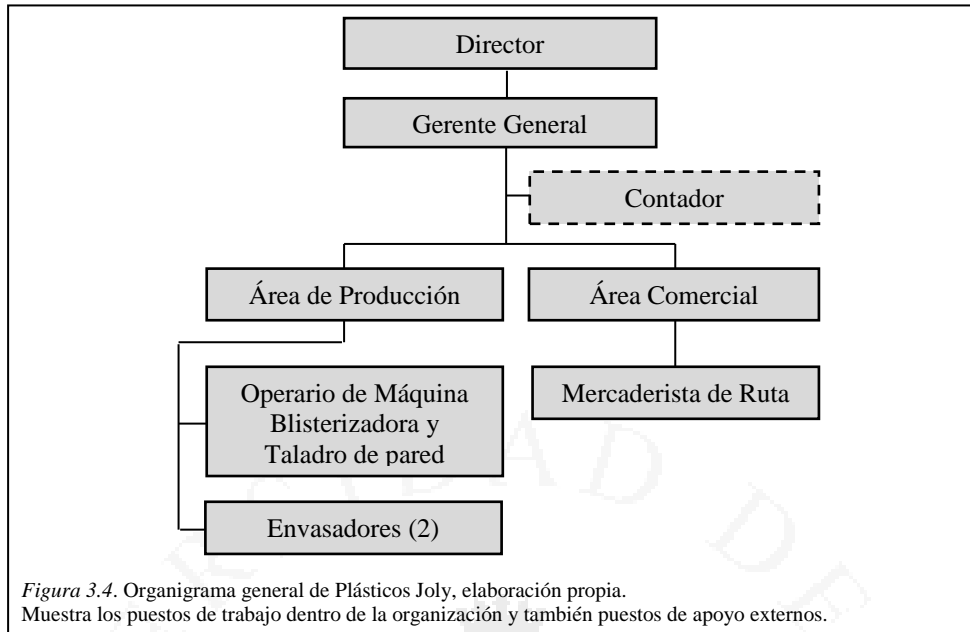 Director
Gerente General
Contador
Área de Producción
Área Comercial
Operario de Máquina
Blisterizadora y
Taladro de pared
Mercaderista de Ruta
Envasadores (2)
Figura 3.4. Organigrama general de Plásticos Joly, elaboración propia.
Muestra los puestos de trabajo dentro de la organización y también puestos de apoyo externos.